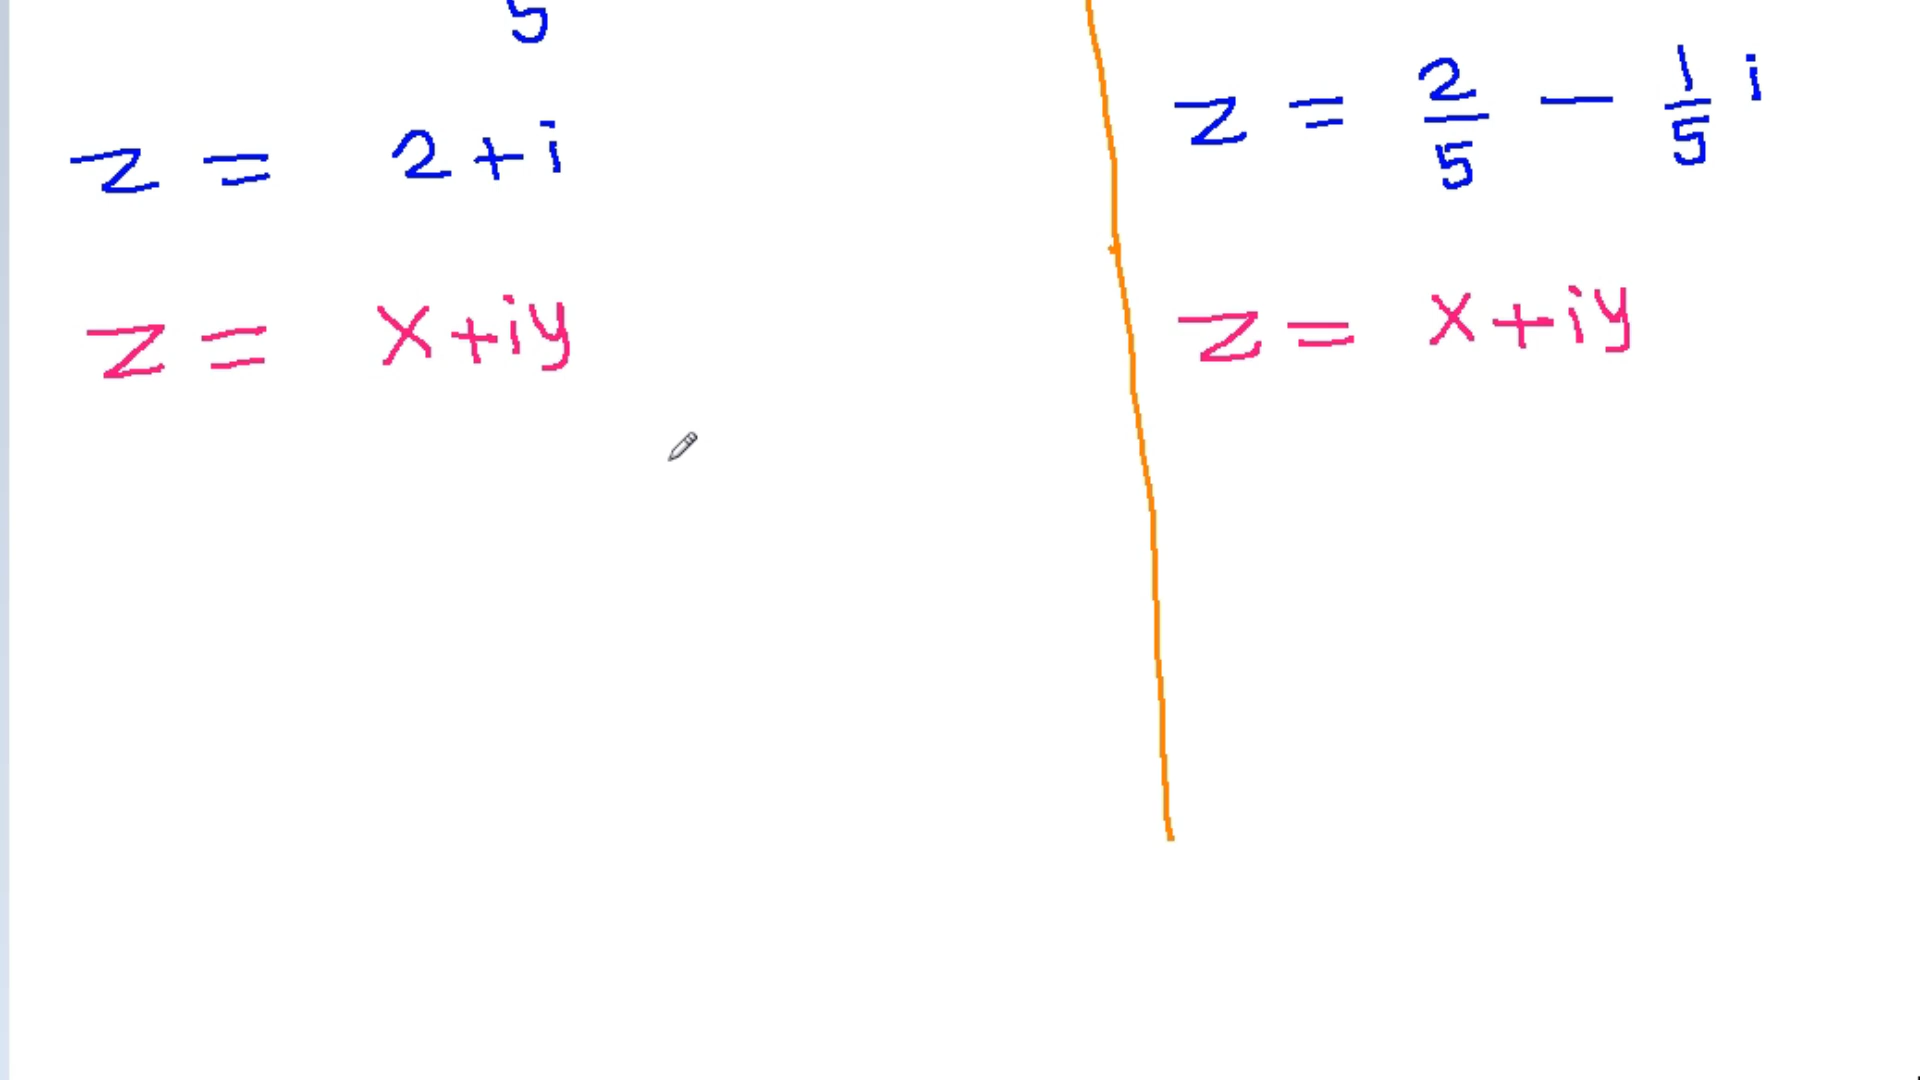 5
z = 2+i
z = x+iy
z = 2/5 - 1/5 i
z = x+iy